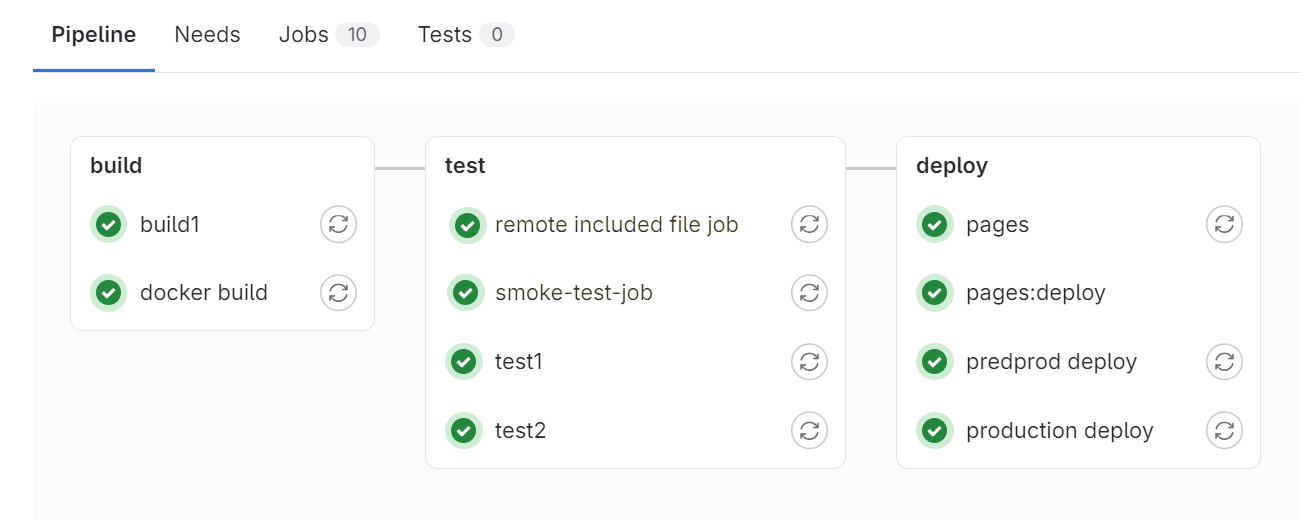 Pipeline Needs Jobs 10 Tests 0
build
build1
docker build
test
remote included file job
smoke-test-job
test1
test2
deploy
pages
pages:deploy
predprod deploy
production deploy